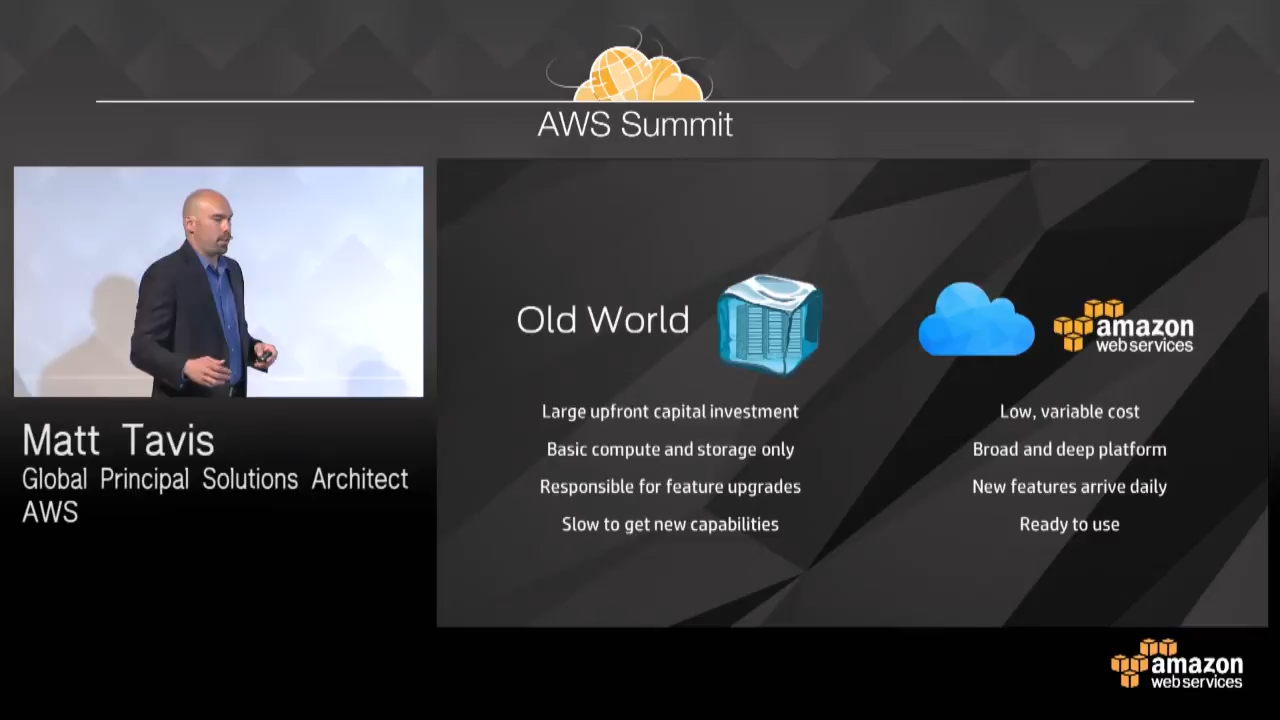 AWS Summit
Matt Tavis
Global Principal Solutions Architect
AWS
Old World
amazon
web services
Large upfront capital investment
Low, variable cost
Basic compute and storage only
Broad and deep platform
Responsible for feature upgrades
New features arrive daily
Slow to get new capabilities
Ready to use
amazon
web services